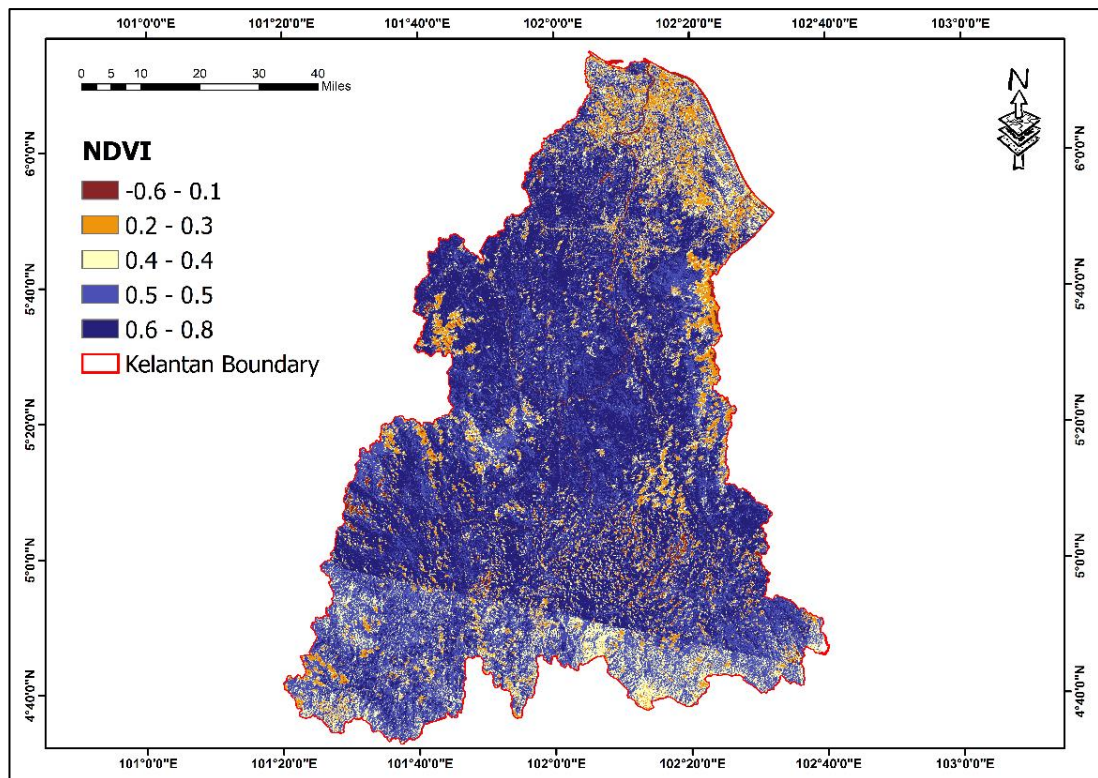 101°0'0"E 101°20'0"E 101°40'0"E 102°0'0"E 102°20'0"E 102°40'0"E 103°0'0"E
0 5 10 20 30 40
Miles
N
NDVI
-0.6 - 0.1
0.2 - 0.3
0.4 - 0.4
0.5 - 0.5
0.6 - 0.8
Kelantan Boundary
6°0'0"N
5°40'0"N
5°20'0"N
5°0'0"N
4°40'0"N
6°0'0"N
5°40'0"N
5°20'0"N
5°0'0"N
4°40'0"N
101°0'0"E 101°20'0"E 101°40'0"E 102°0'0"E 102°20'0"E 102°40'0"E 103°0'0"E